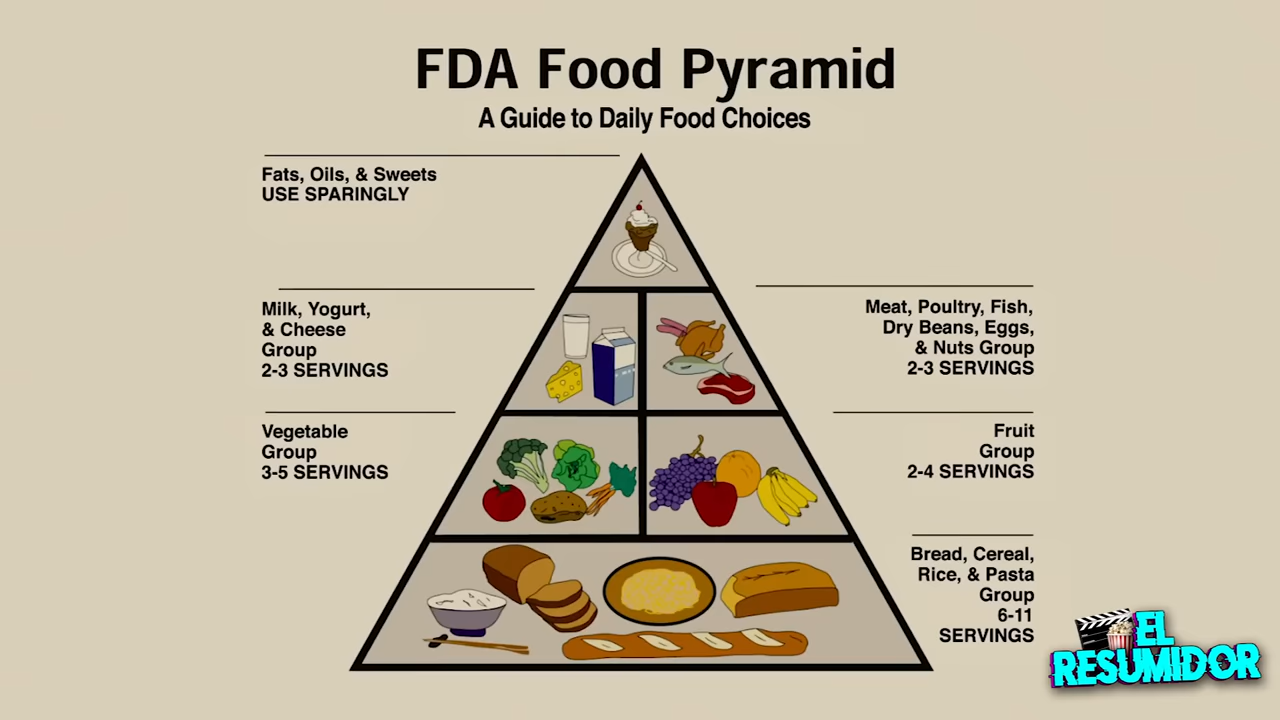 FDA Food Pyramid
A Guide to Daily Food Choices
Fats, Oils, & Sweets
USE SPARINGLY
Milk, Yogurt,
& Cheese
Group
2-3 SERVINGS
Meat, Poultry, Fish,
Dry Beans, Eggs,
& Nuts Group
2-3 SERVINGS
Vegetable
Group
3-5 SERVINGS
Fruit
Group
2-4 SERVINGS
Bread, Cereal,
Rice, & Pasta
Group
6-11
SERVINGS
EL
RESUMIDOR